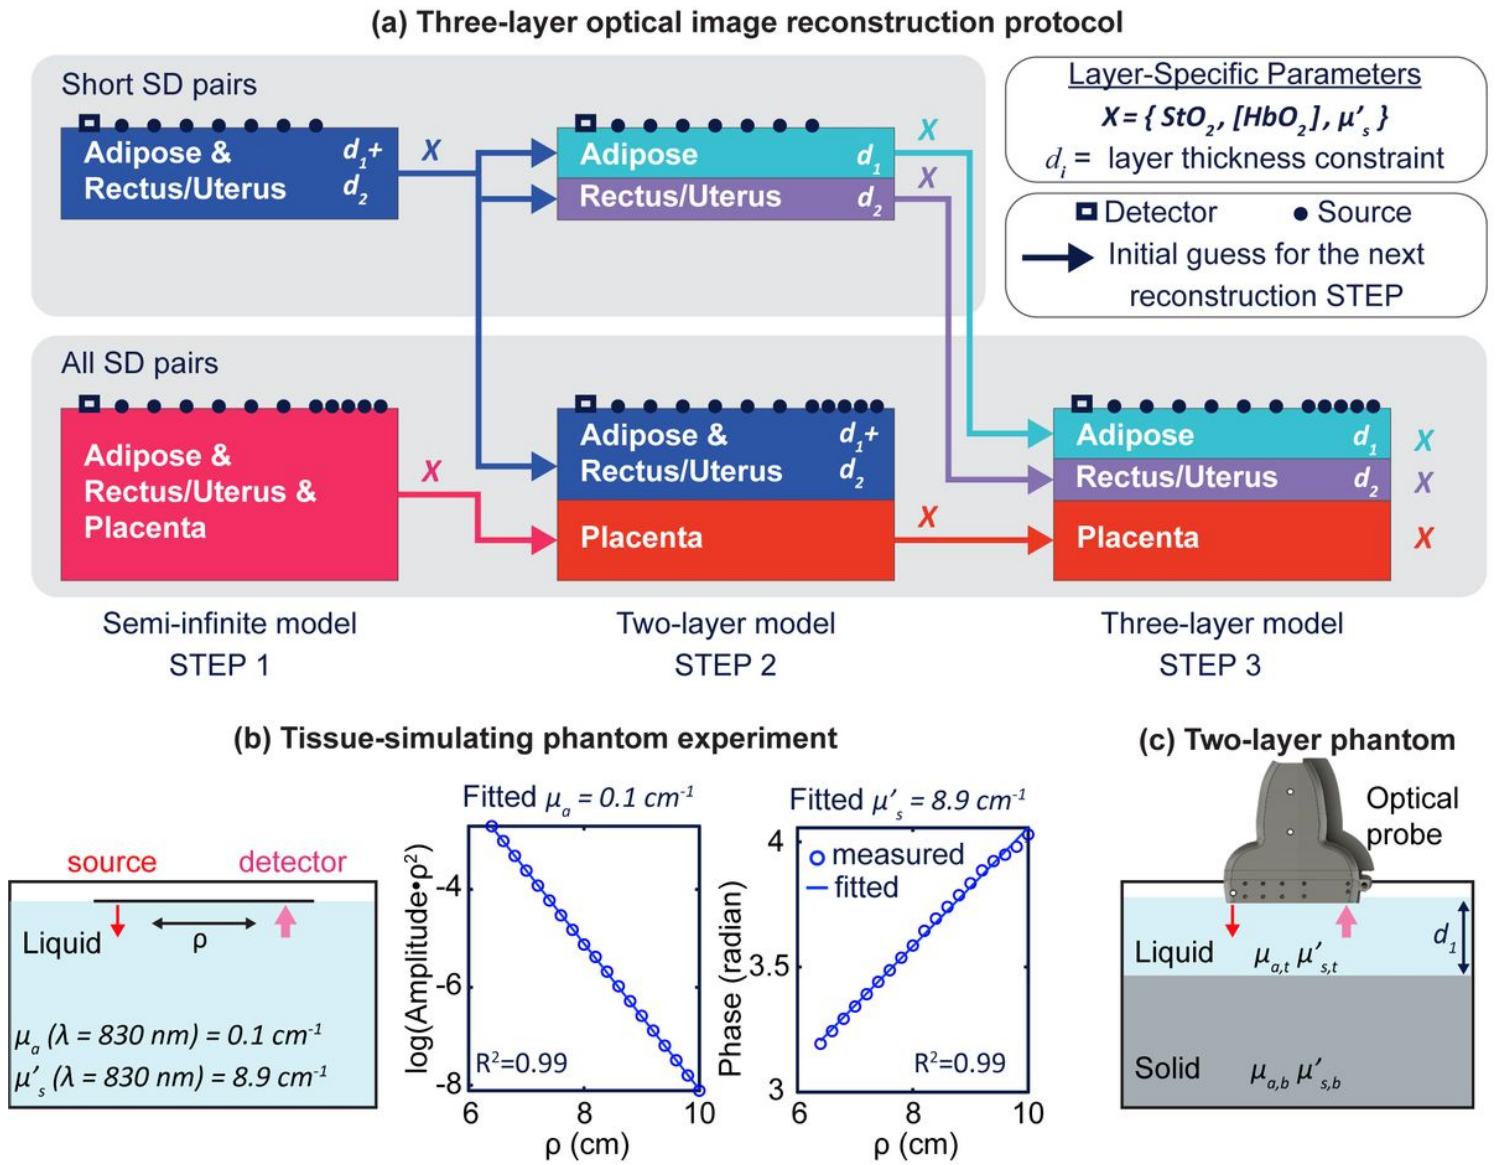 (a) Three-layer optical image reconstruction protocol
Short SD pairs
Adipose & d₁+
Rectus/Uterus d₂
X
Adipose d₁
Rectus/Uterus d₂
X
X
Layer-Specific Parameters
X = { StO₂, [HbO₂], μ′ₛ }
dᵢ = layer thickness constraint
Detector Source
Initial guess for the next
reconstruction STEP
All SD pairs
Adipose &
Rectus/Uterus &
Placenta
X
Adipose & d₁+
Rectus/Uterus d₂
Placenta
X
Adipose d₁ X
Rectus/Uterus d₂ X
Placenta X
Semi-infinite model
STEP 1
Two-layer model
STEP 2
Three-layer model
STEP 3
(b) Tissue-simulating phantom experiment
source detector
Liquid ρ
μₐ (λ = 830 nm) = 0.1 cm⁻¹
μ′ₛ (λ = 830 nm) = 8.9 cm⁻¹
Fitted μₐ = 0.1 cm⁻¹
log(Amplitude•ρ²)
-4
-6
-8
R²=0.99
6 8 10
ρ (cm)
Fitted μ′ₛ = 8.9 cm⁻¹
Phase (radian)
4
3.5
3
measured
fitted
R²=0.99
6 8 10
ρ (cm)
(c) Two-layer phantom
Optical
probe
Liquid μₐ,ₜ μ′ₛ,ₜ d₁
Solid μ_a,b μ′_s,b